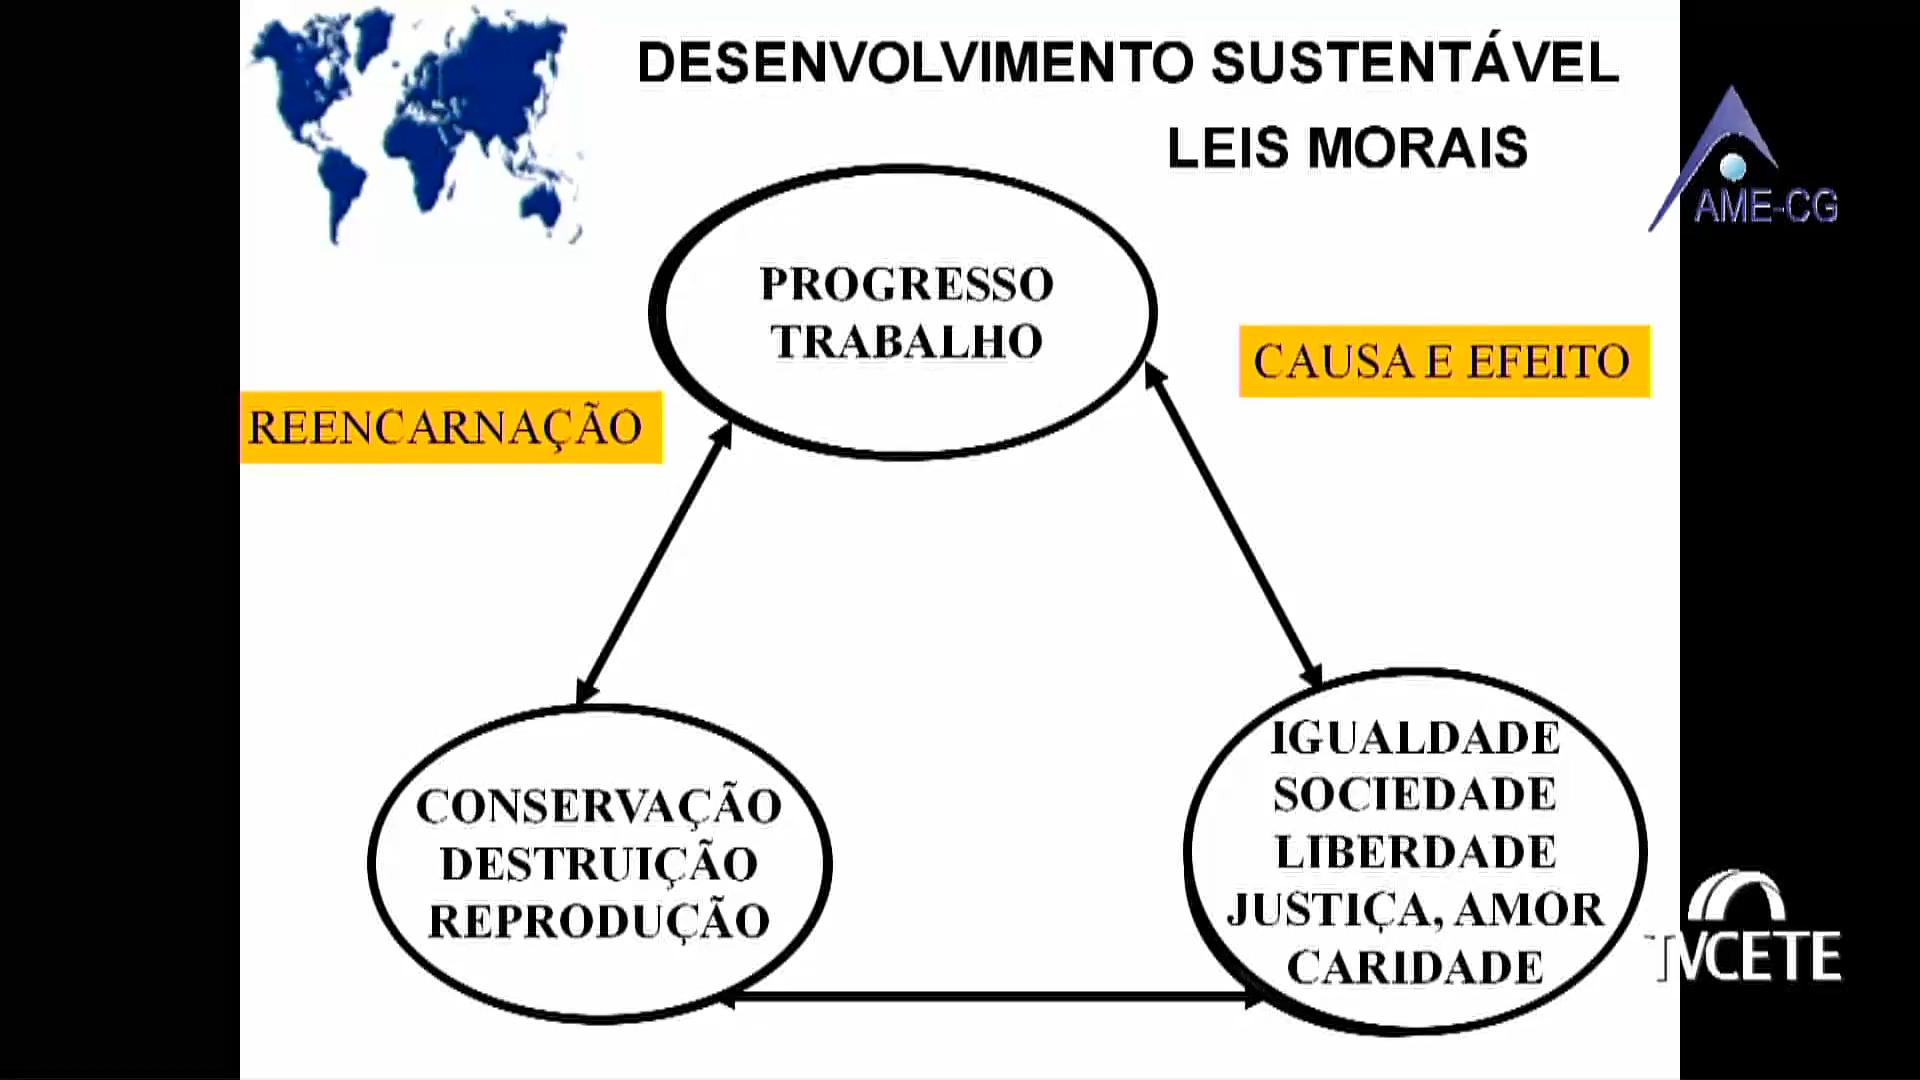 DESENVOLVIMENTO SUSTENTÁVEL
LEIS MORAIS
AME-CG
PROGRESSO
TRABALHO
CAUSA E EFEITO
REENCARNAÇÃO
CONSERVAÇÃO
DESTRUIÇÃO
REPRODUÇÃO
IGUALDADE
SOCIEDADE
LIBERDADE
JUSTIÇA, AMOR
CARIDADE
TVCETE